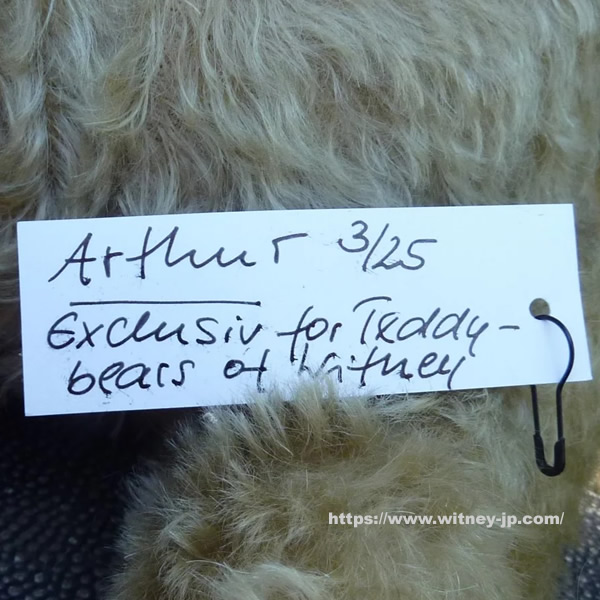 Arthur 3/25
Exclusiv for Teddy-
bears of Witney
https://www.witney-jp.com/